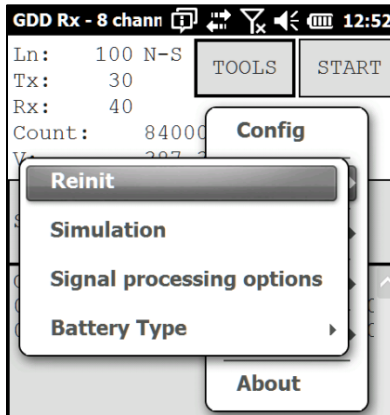 GDD Rx - 8 chann 12:52
Ln: 100 N-S
TOOLS START
Tx: 30
Rx: 40
Count: 84000
Config
Reinit
Simulation
Signal processing options
Battery Type
About